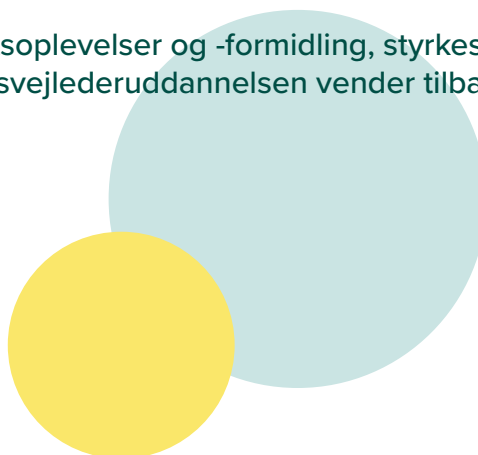 soplevelser og -formidling, styrkes
svejlederuddannelsen vender tilba